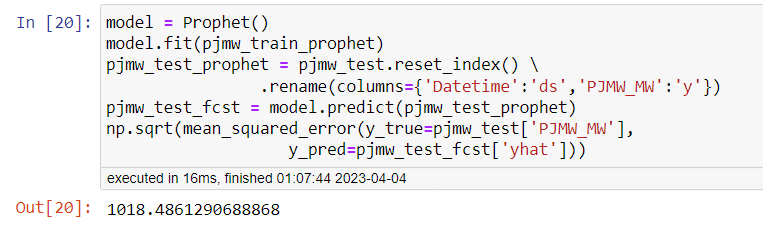 In [20]: model = Prophet()
model.fit(pjmw_train_prophet)
pjmw_test_prophet = pjmw_test.reset_index() \
.rename(columns={'Datetime':'ds','PJMW_MW':'y'})
pjmw_test_fcst = model.predict(pjmw_test_prophet)
np.sqrt(mean_squared_error(y_true=pjmw_test['PJMW_MW'],
y_pred=pjmw_test_fcst['yhat']))
executed in 16ms, finished 01:07:44 2023-04-04
Out[20]: 1018.4861290688868